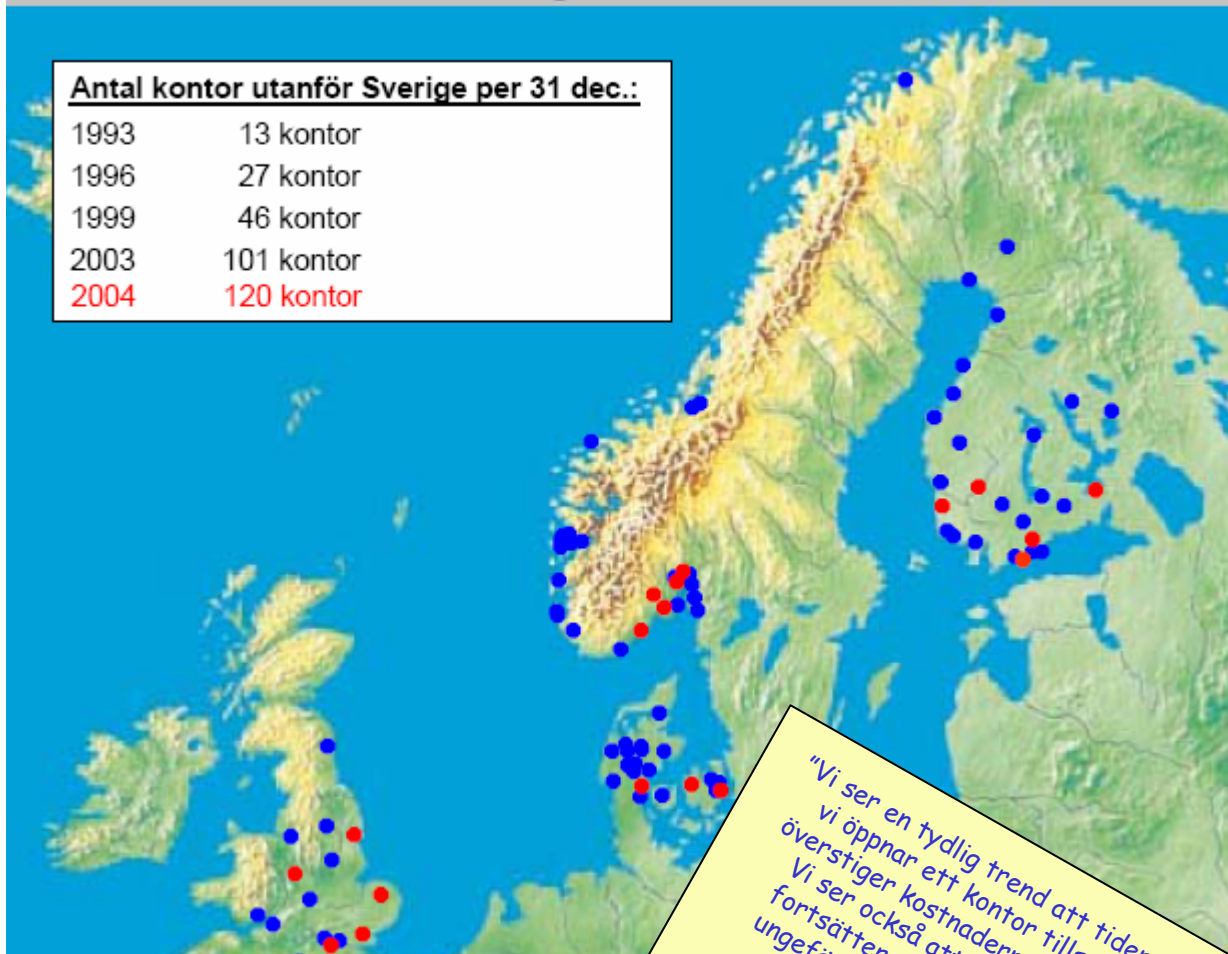 Antal kontor utanför Sverige per 31 dec.:
1993 13 kontor
1996 27 kontor
1999 46 kontor
2003 101 kontor
2004 120 kontor
"Vi ser en tydlig trend att tiden
vi öppnar ett kontor tills
överstiger kostnaderna
Vi ser också att
fortsätter